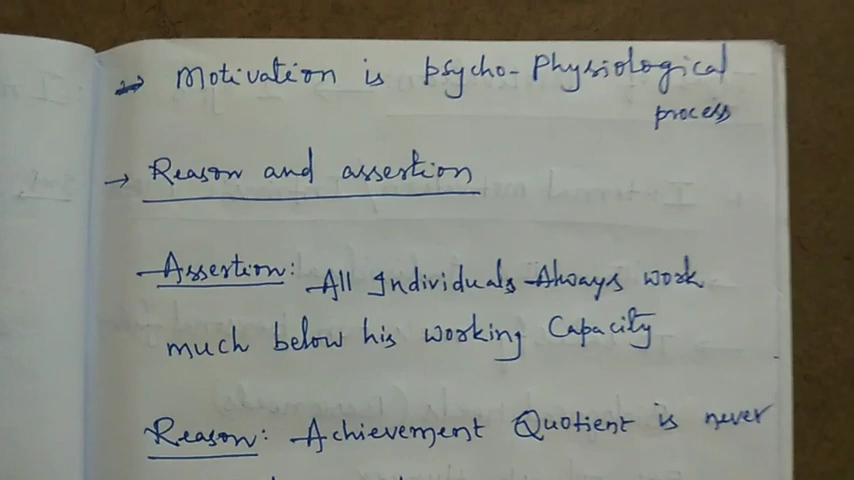 → Motivation is psycho-Physiological
process
→ Reason and assertion
Assertion: All Individuals Always work
much below his working Capacity
Reason: Achievement Quotient is never